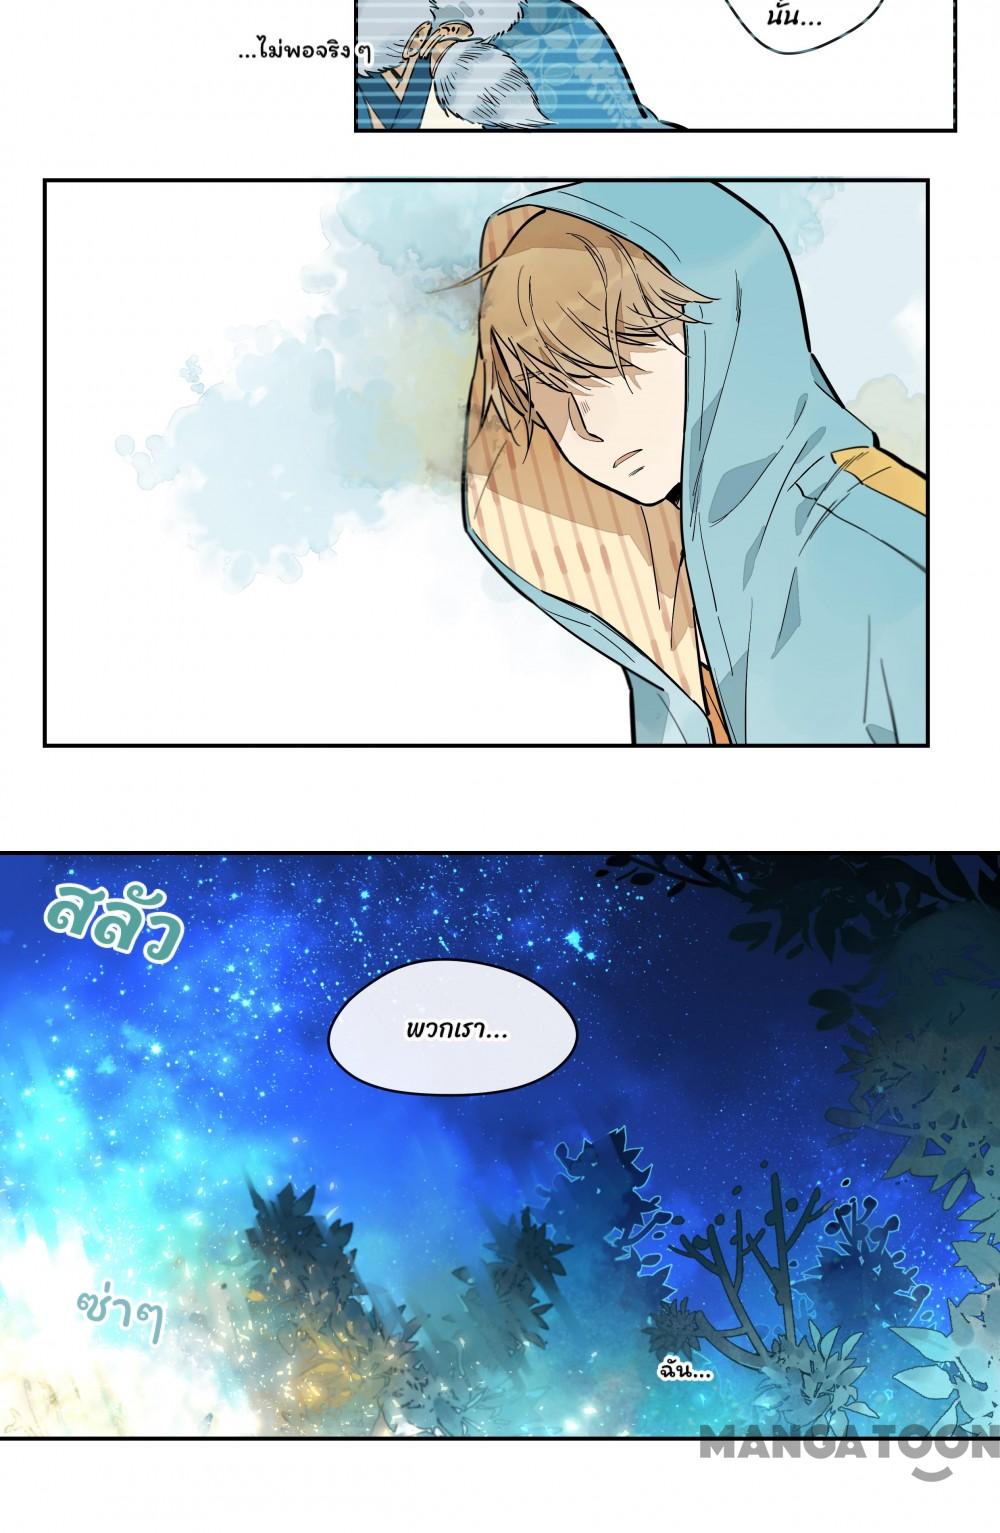 นั้น...
...ไม่พอจริง ๆ
สลัว
พวกเรา...
ซ่าๆ
ฉัน...
MANGATOON